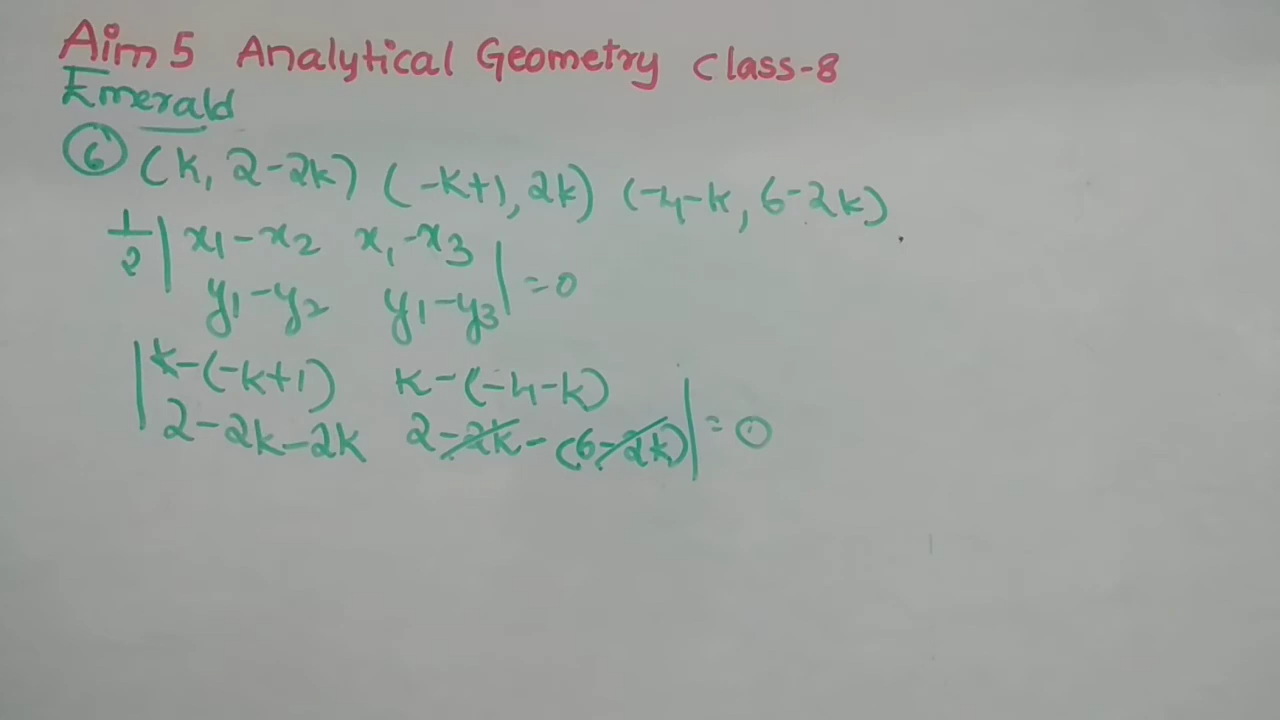 Aim 5 Analytical Geometry Class-8
Emerald
⑥ (k, 2-2k) (-k+1, 2k) (-4-k, 6-2k)
1/2 | x₁-x₂ x₁-x₃
y₁-y₂ y₁-y₃ | = 0
| k-(-k+1) k-(-4-k)
2-2k-2k 2-2k-(6-2k) | = 0